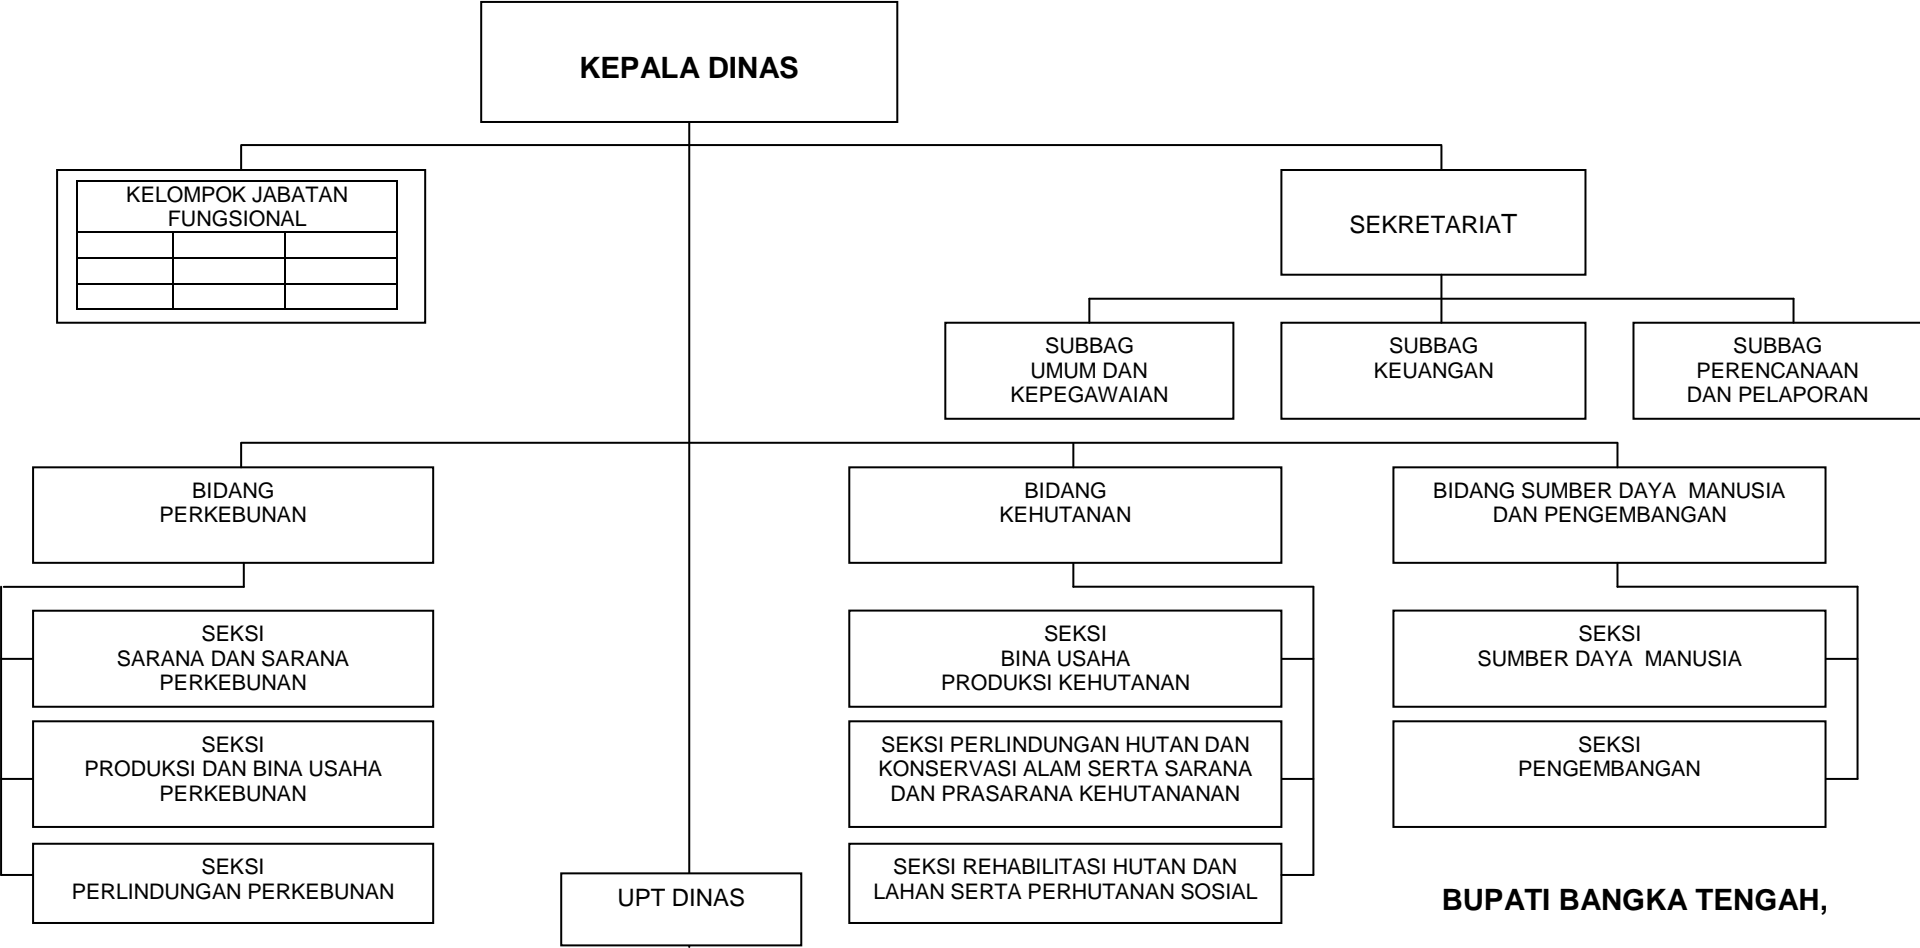 KEPALA DINAS
KELOMPOK JABATAN
FUNGSIONAL
SEKRETARIAT
SUBBAG
UMUM DAN
KEPEGAWAIAN
SUBBAG
KEUANGAN
SUBBAG
PERENCANAAN
DAN PELAPORAN
BIDANG
PERKEBUNAN
BIDANG
KEHUTANAN
BIDANG SUMBER DAYA MANUSIA
DAN PENGEMBANGAN
SEKSI
SARANA DAN SARANA
PERKEBUNAN
SEKSI
PRODUKSI DAN BINA USAHA
PERKEBUNAN
SEKSI
PERLINDUNGAN PERKEBUNAN
SEKSI
BINA USAHA
PRODUKSI KEHUTANAN
SEKSI PERLINDUNGAN HUTAN DAN
KONSERVASI ALAM SERTA SARANA
DAN PRASARANA KEHUTANANAN
SEKSI REHABILITASI HUTAN DAN
LAHAN SERTA PERHUTANAN SOSIAL
SEKSI
SUMBER DAYA MANUSIA
SEKSI
PENGEMBANGAN
UPT DINAS
BUPATI BANGKA TENGAH,